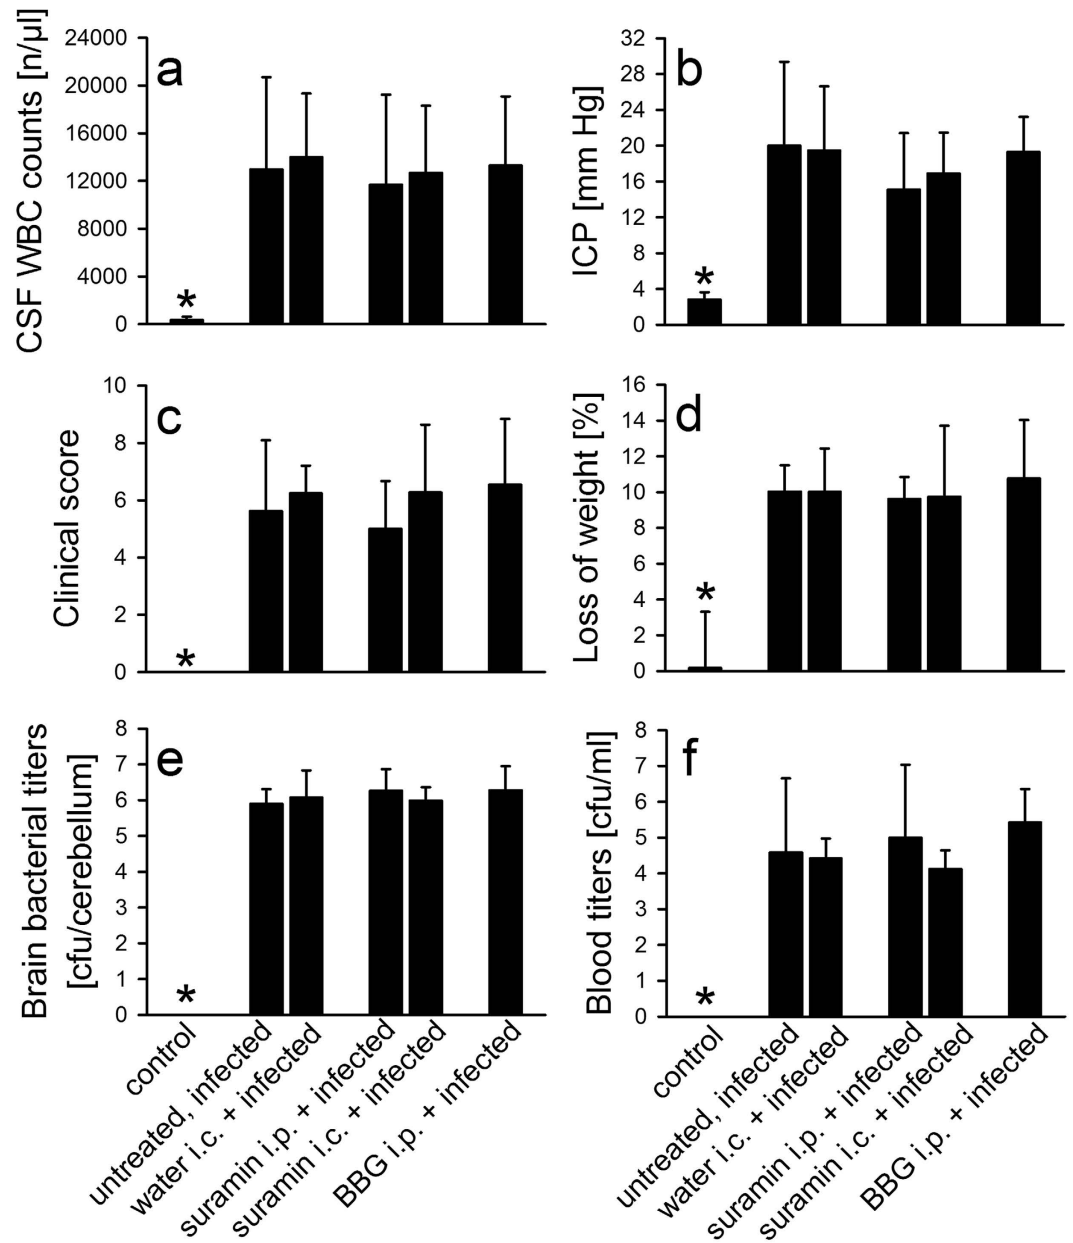 CSF WBC counts [n/µl]
24000
20000
16000
12000
8000
4000
0
a
*
ICP [mm Hg]
32
28
24
20
16
12
8
4
0
b
*
Clinical score
10
8
6
4
2
0
c
*
Loss of weight [%]
16
14
12
10
8
6
4
2
0
d
*
Brain bacterial titers
[cfu/cerebellum]
8
7
6
5
4
3
2
1
0
e
*
control
untreated, infected
water i.c. + infected
suramin i.p. + infected
suramin i.c. + infected
BBG i.p. + infected
Blood titers [cfu/ml]
8
7
6
5
4
3
2
1
0
f
*
control
untreated, infected
water i.c. + infected
suramin i.p. + infected
suramin i.c. + infected
BBG i.p. + infected